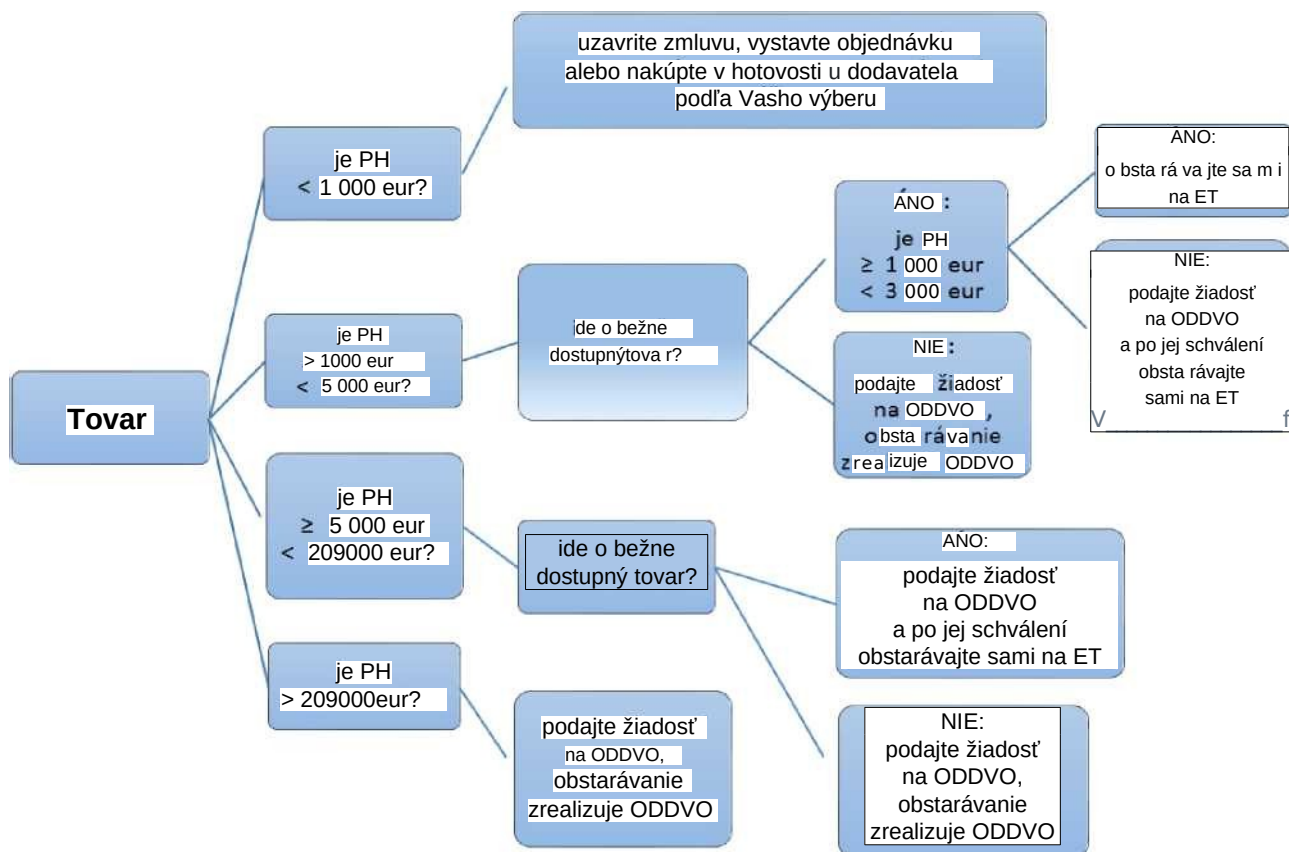 uzavrite zmluvu, vystavte objednávku
alebo nakúpte v hotovosti u dodavatela
podľa Vasho výberu
je PH
< 1 000 eur?
ÁNO:
o bsta rá va jte sa m i
na ET
ÁNO :
je PH
≥ 1 000 eur
< 3 000 eur
NIE:
podajte žiadosť
na ODDVO
a po jej schválení
obsta rávajte
sami na ET
V f
je PH
> 1000 eur
< 5 000 eur?
ide o bežne
dostupnýtova r?
NIE :
podajte žiadosť
na ODDVO ,
obsta rávanie
zrea izuje ODDVO
Tovar
je PH
≥ 5 000 eur
< 209000 eur?
ide o bežne
dostupný tovar?
AŇO:
podajte žiadosť
na ODDVO
a po jej schválení
obstarávajte sami na ET
je PH
> 209000eur?
podajte žiadosť
na ODDVO,
obstarávanie
zrealizuje ODDVO
NIE:
podajte žiadosť
na ODDVO,
obstarávanie
zrealizuje ODDVO